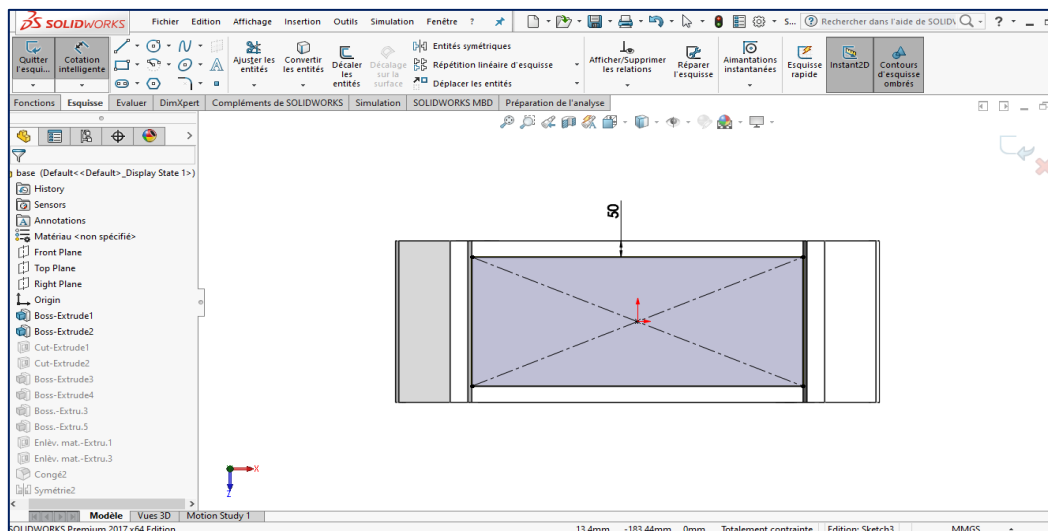 SOLIDWORKS Fichier Edition Affichage Insertion Outils Simulation Fenêtre ? S... Rechercher dans l'aide de SOLIDW
Quitter l'esqui...
Cotation intelligente
Ajuster les entités
Convertir les entités
Décaler les entités
Décalage sur la surface
Entités symétriques
Répétition linéaire d'esquisse
Déplacer les entités
Afficher/Supprimer les relations
Réparer l'esquisse
Aimantations instantanées
Esquisse rapide
Instant2D
Contours d'esquisse ombrés
Fonctions Esquisse Evaluer DimXpert Compléments de SOLIDWORKS Simulation SOLIDWORKS MBD Préparation de l'analyse
base (Default<<Default>_Display State 1>)
History
Sensors
Annotations
Matériau <non spécifié>
Front Plane
Top Plane
Right Plane
Origin
Boss-Extrude1
Boss-Extrude2
Cut-Extrude1
Cut-Extrude2
Boss-Extrude3
Boss-Extrude4
Boss.-Extru.3
Boss.-Extru.5
Enlèv. mat.-Extru.1
Enlèv. mat.-Extru.3
Congé2
Symétrie2
50
X
Z
Modèle Vues 3D Motion Study 1
SOLIDWORKS Premium 2017 x64 Edition 13.4mm -183.44mm 0mm Totalement contrainte Edition: Sketch3 MMGS